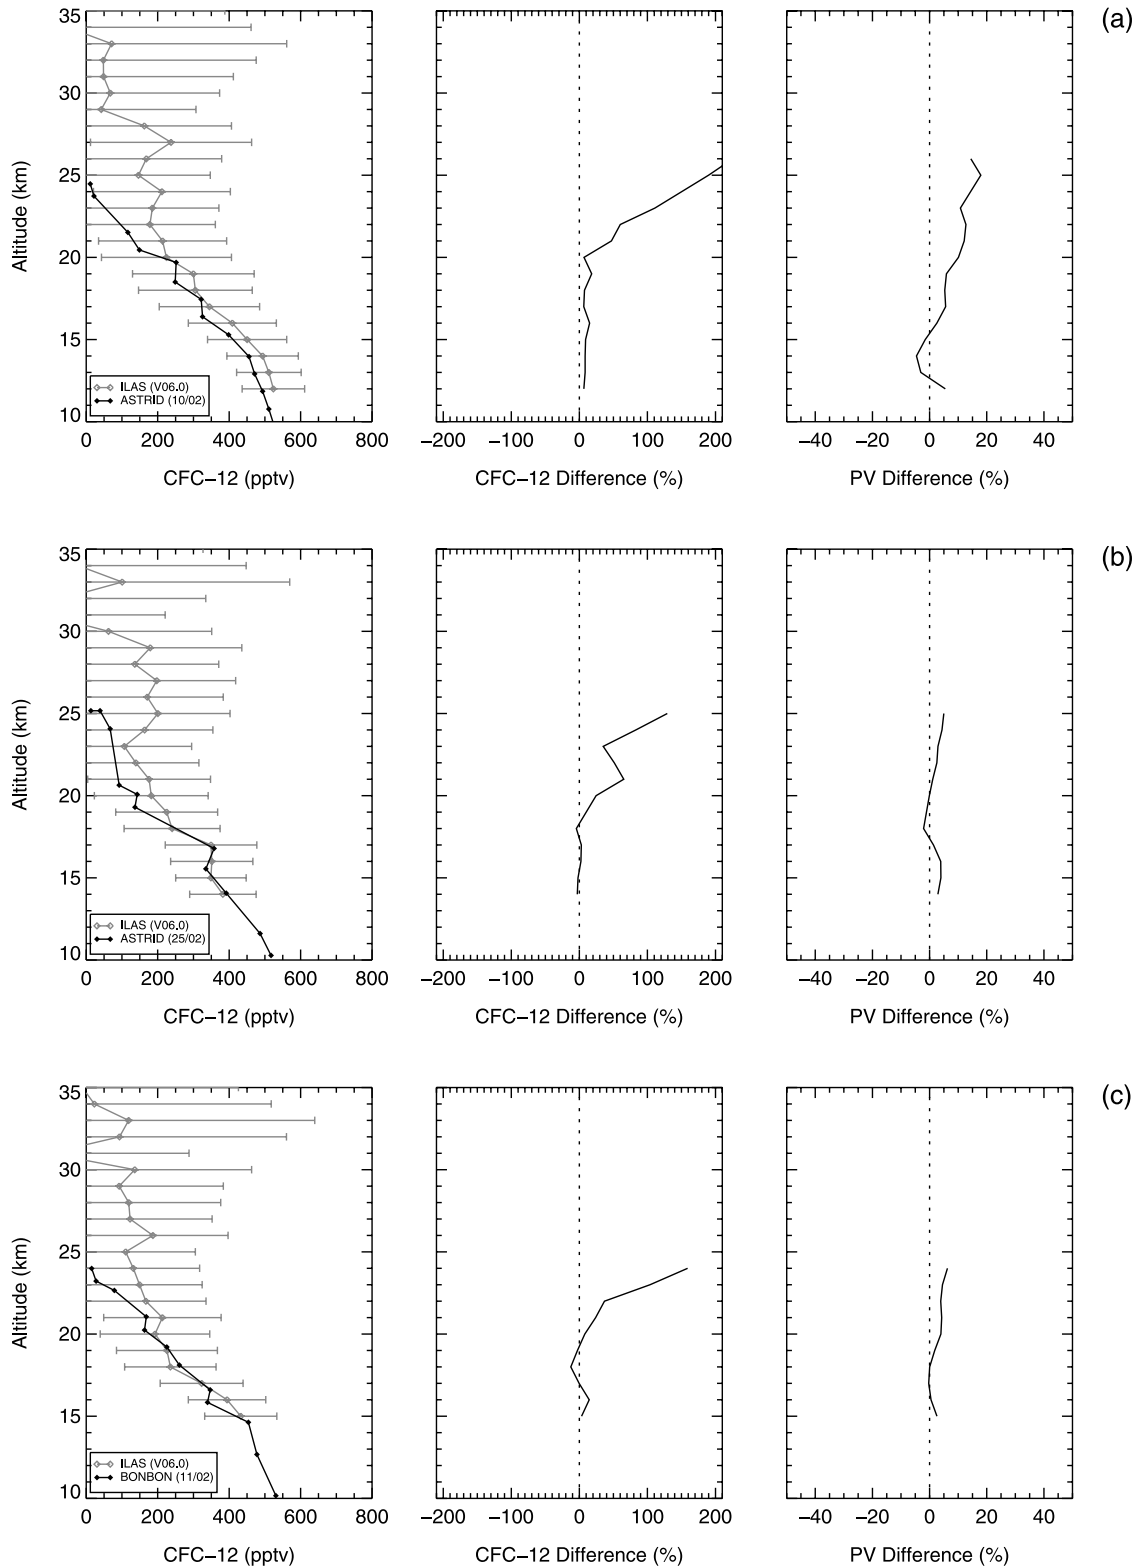 (a)
35
30
25
20
15
10
Altitude (km)
ILAS (V06.0)
ASTRID (10/02)
0 200 400 600 800
CFC−12 (pptv)
−200 −100 0 100 200
CFC−12 Difference (%)
−40 −20 0 20 40
PV Difference (%)
(b)
35
30
25
20
15
10
Altitude (km)
ILAS (V06.0)
ASTRID (25/02)
0 200 400 600 800
CFC−12 (pptv)
−200 −100 0 100 200
CFC−12 Difference (%)
−40 −20 0 20 40
PV Difference (%)
(c)
35
30
25
20
15
10
Altitude (km)
ILAS (V06.0)
BONBON (11/02)
0 200 400 600 800
CFC−12 (pptv)
−200 −100 0 100 200
CFC−12 Difference (%)
−40 −20 0 20 40
PV Difference (%)